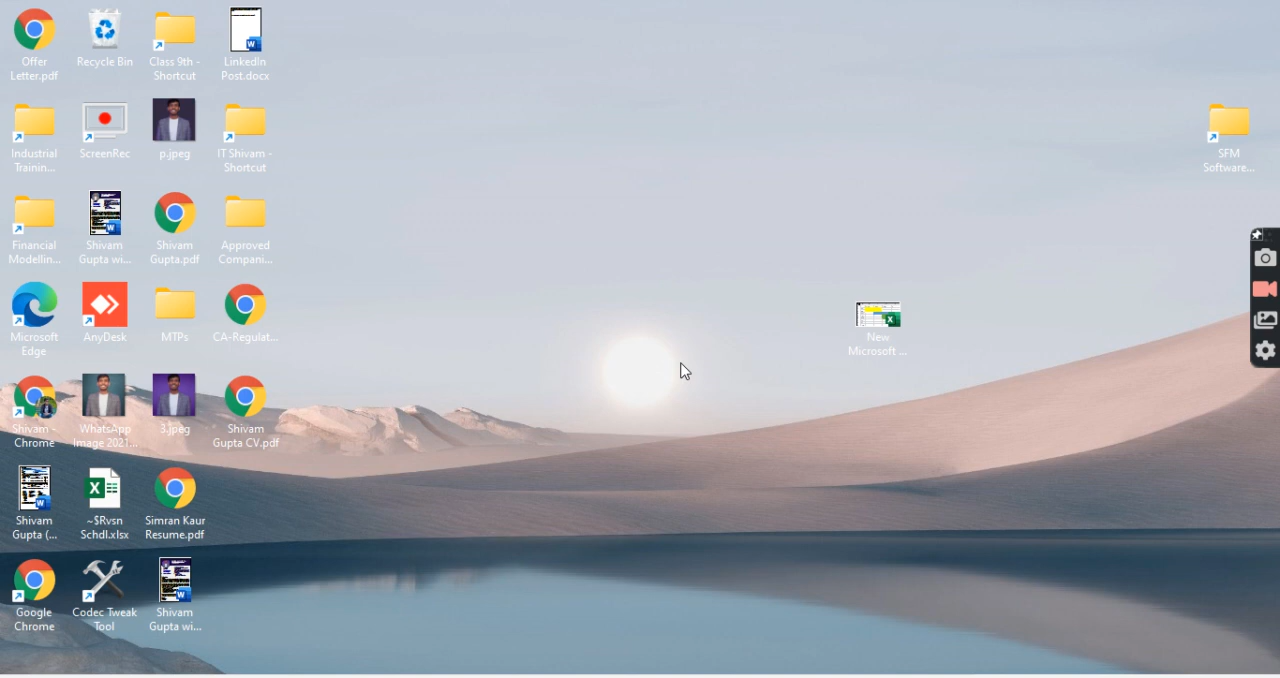 Offer
Letter.pdf
Recycle Bin
Class 9th -
Shortcut
LinkedIn
Post.docx
Industrial
Trainin...
ScreenRec
p.jpeg
IT Shivam -
Shortcut
SFM
Software...
Financial
Modellin...
Shivam
Gupta wi...
Shivam
Gupta.pdf
Approved
Compani...
Microsoft
Edge
AnyDesk
MTPs
CA-Regulat...
New
Microsoft ...
Shivam -
Chrome
WhatsApp
Image 2021...
3.jpeg
Shivam
Gupta CV.pdf
Shivam
Gupta (...
~$Rvsn
Schdl.xlsx
Simran Kaur
Resume.pdf
Google
Chrome
Codec Tweak
Tool
Shivam
Gupta wi...